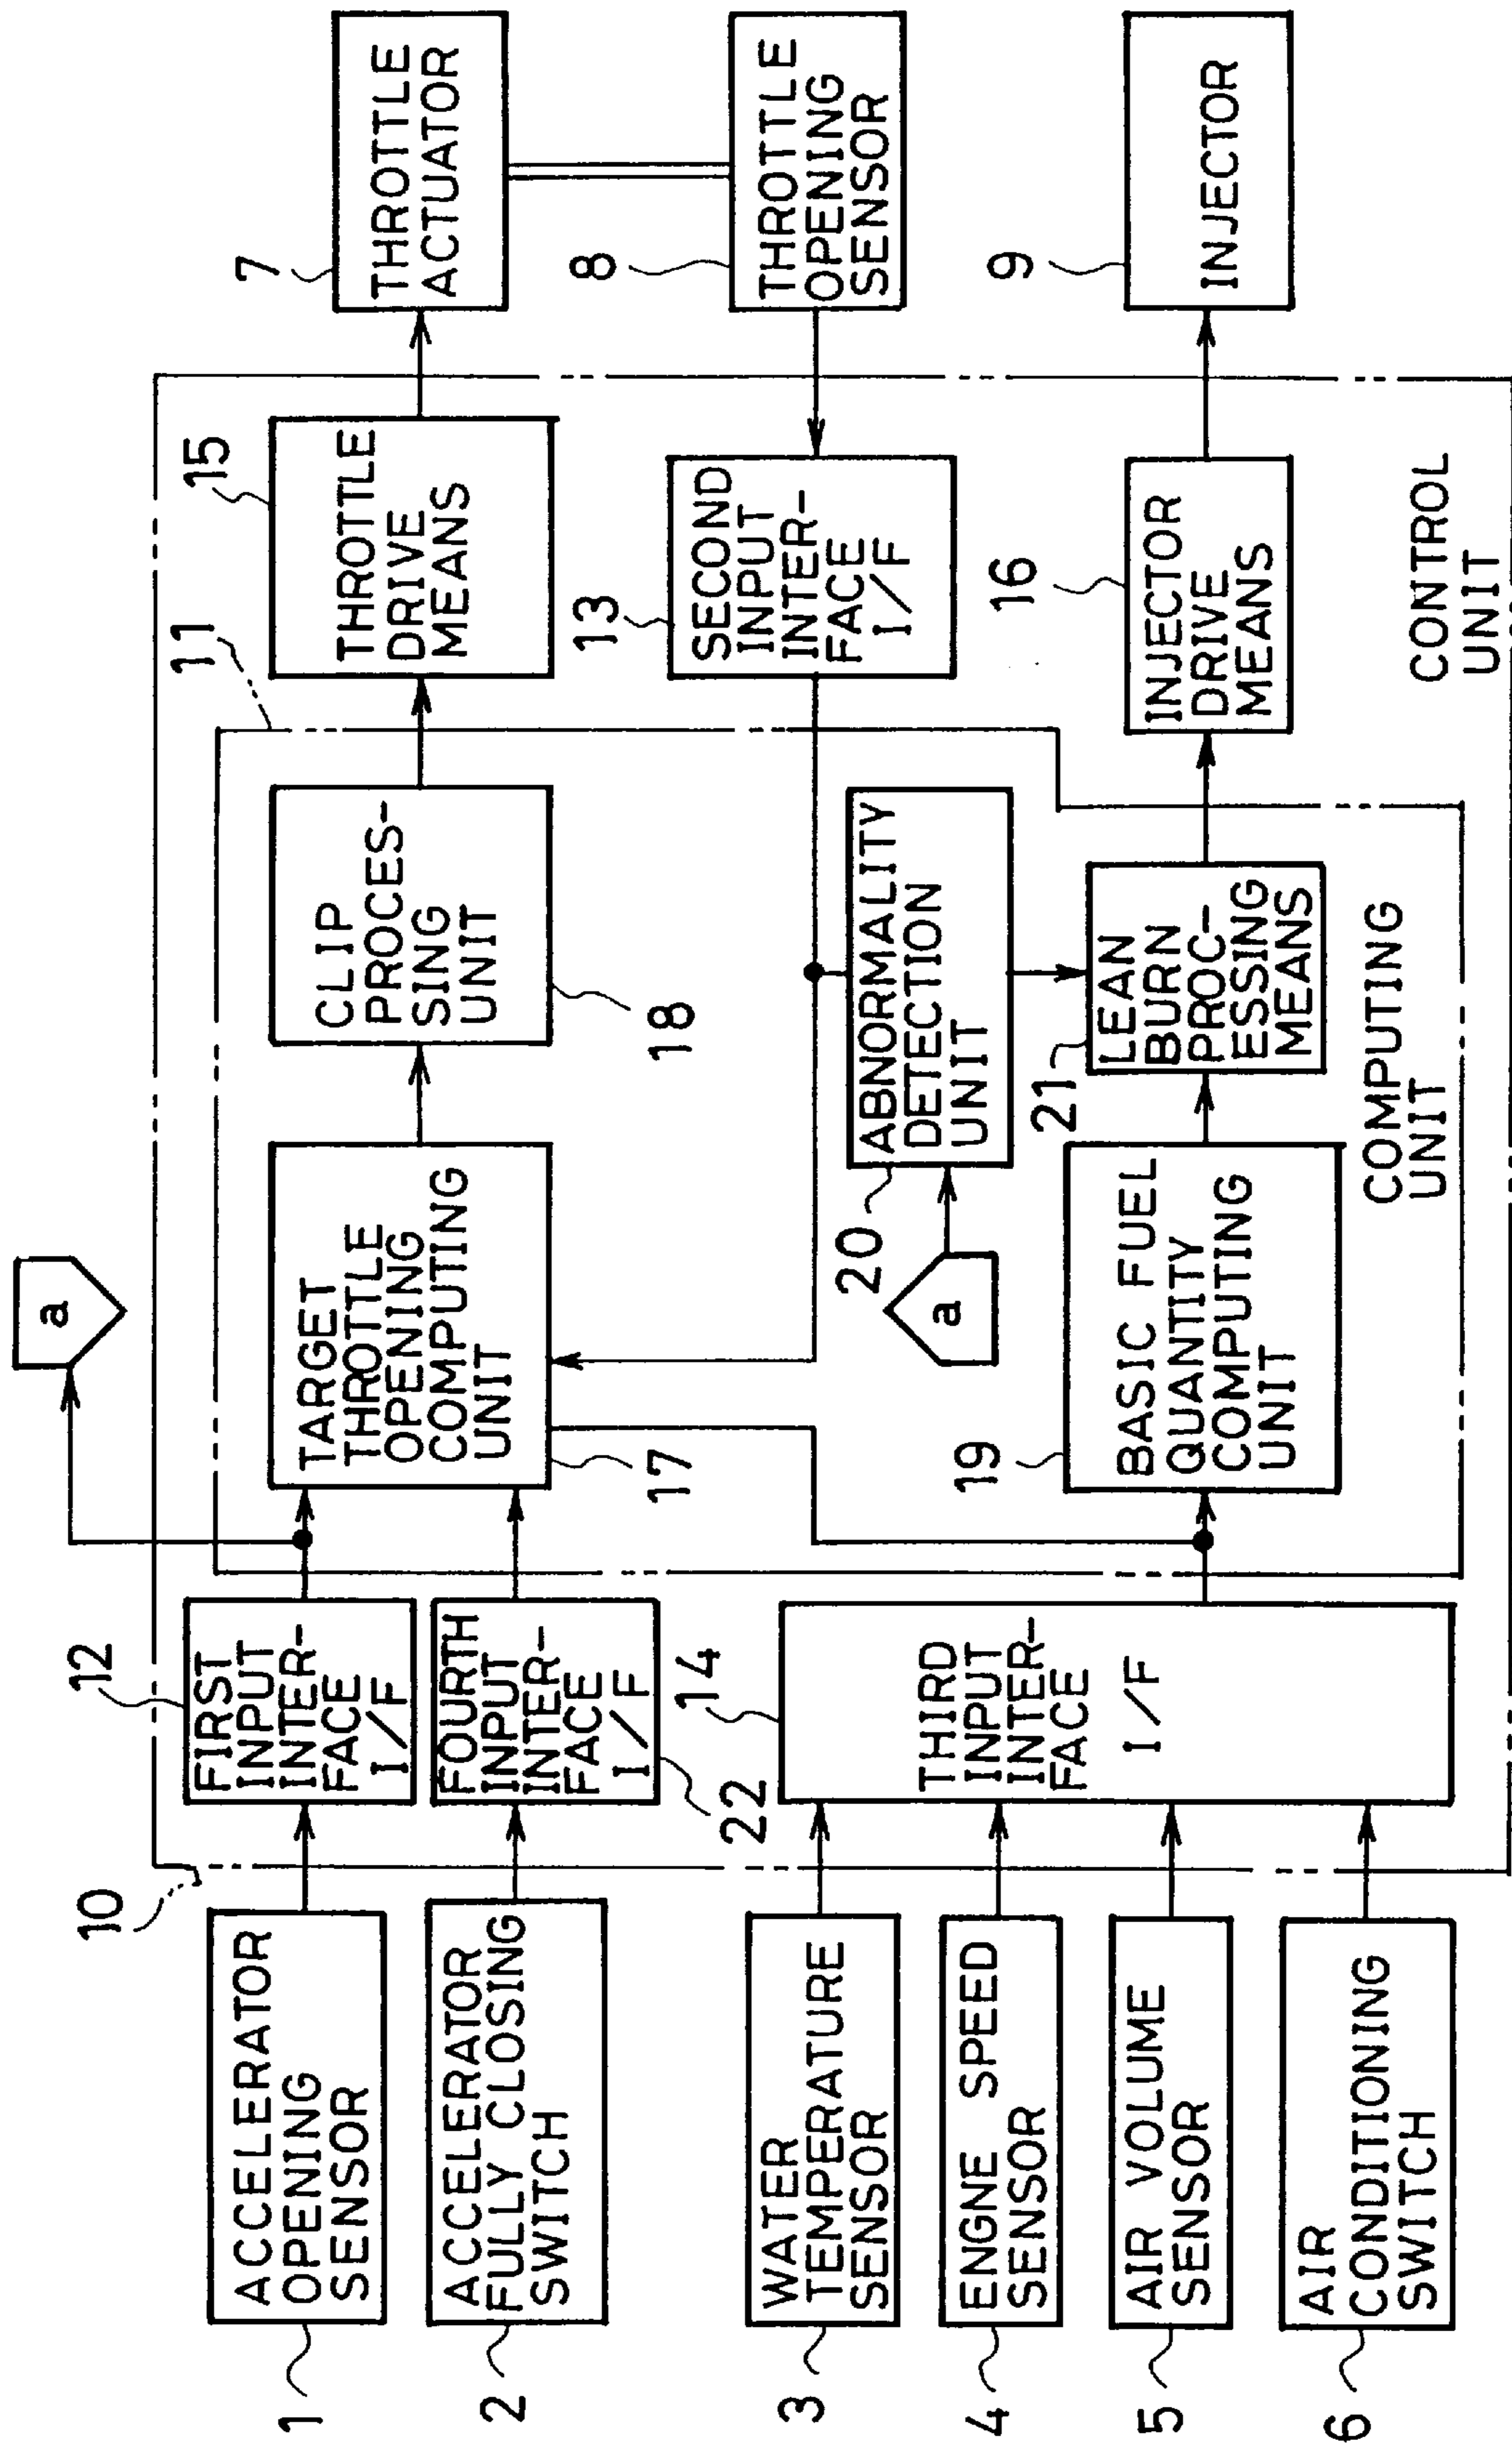 1
ACCELERATOR
OPENING
SENSOR
2
ACCELERATOR
FULLY CLOSING
SWITCH
3
WATER
TEMPERATURE
SENSOR
4
ENGNE SPEED
SENSOR
5
AIR VOLUME
SENSOR
6
AIR
CONDITIONING
SWITCH
10
12
FIRST
INPUT
INTER-
FACE
I/F
FOURTH
INPUT
INTER-
FACE
I/F
22
14
THIRD
INPUT
INTER-
FACE
I/F
a
TARGET
THROTTLE
OPENING
COMPUTING
UNIT
17
19
BASIC FUEL
QUANTITY
COMPUTING
UNIT
a
20
ABNORMALITY
DETECTION
UNIT
CLIP
PROCES-
SING
UNIT
18
21
LEAN
BURN
PROC-
ESSING
MEANS
COMPUTING
UNIT
11
15
THROTTLE
DRIVE
MEANS
13
SECOND
INPUT
INTER-
FACE
I/F
16
INJECTOR
DRIVE
MEANS
CONTROL
UNIT
7
THROTTLE
ACTUATOR
8
THROTTLE
OPENING
SENSOR
9
INJECTOR